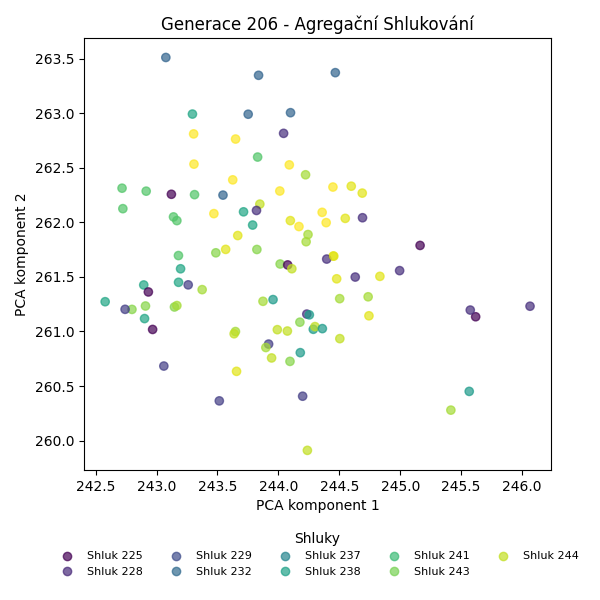 Generace 206 - Agregační Shlukování
PCA komponent 2
263.5
263.0
262.5
262.0
261.5
261.0
260.5
260.0
242.5 243.0 243.5 244.0 244.5 245.0 245.5 246.0
PCA komponent 1
Shluky
Shluk 225 Shluk 229 Shluk 237 Shluk 241 Shluk 244
Shluk 228 Shluk 232 Shluk 238 Shluk 243